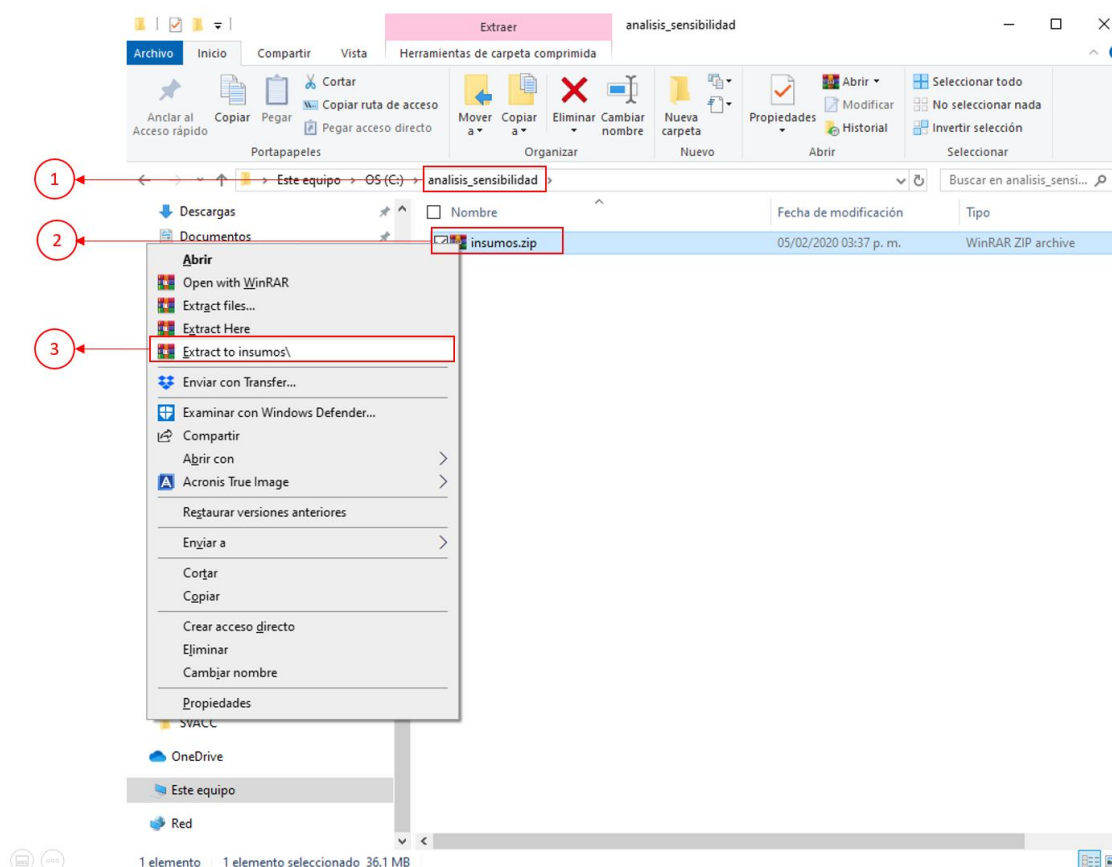 Extraer
analisis_sensibilidad
Archivo
Inicio
Compartir
Vista
Herramientas de carpeta comprimida
Anclar al
Acceso rápido
Copiar
Pegar
Cortar
Copiar ruta de acceso
Pegar acceso directo
Portapapeles
Mover
a
Copiar
a
Eliminar
Cambiar
nombre
Organizar
Nueva
carpeta
Nuevo
Propiedades
Abrir
Modificar
Historial
Abrir
Seleccionar todo
No seleccionar nada
Invertir selección
Seleccionar
1
Este equipo > OS (C:) > analisis_sensibilidad >
Buscar en analisis_sensi...
Descargas
Documentos
Nombre
Fecha de modificación
Tipo
2
insumos.zip
05/02/2020 03:37 p. m.
WinRAR ZIP archive
Abrir
Open with WinRAR
Extract files...
Extract Here
3
Extract to insumos\
Enviar con Transfer...
Examinar con Windows Defender...
Compartir
Abrir con
Acronis True Image
Restaurar versiones anteriores
Enviar a
Cortar
Copiar
Crear acceso directo
Eliminar
Cambiar nombre
Propiedades
SVACC
OneDrive
Este equipo
Red
1 elemento
1 elemento seleccionado 36.1 MB